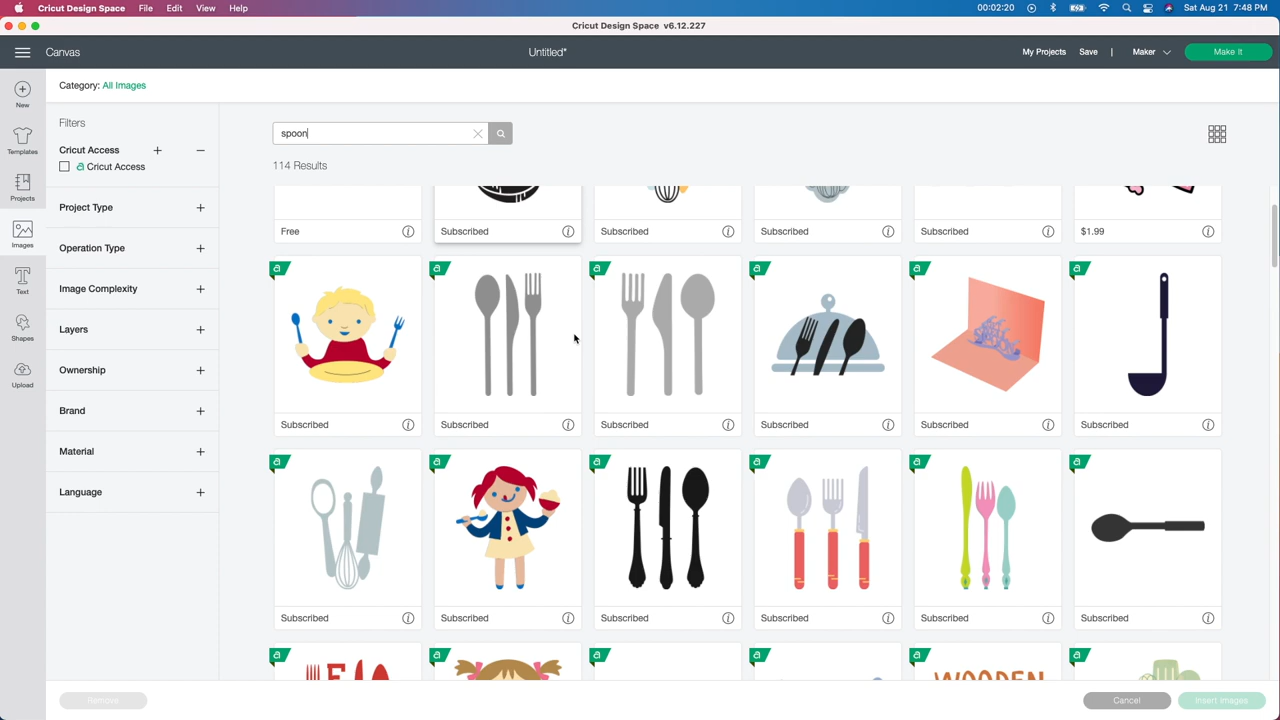 Cricut Design Space File Edit View Help 00:02:20 Sat Aug 21 7:48 PM
Cricut Design Space v6.12.227
Canvas Untitled* My Projects Save | Maker Make It
New
Templates
Projects
Images
Text
Shapes
Upload
Category: All Images
Filters
Cricut Access + −
a Cricut Access
Project Type +
Operation Type +
Image Complexity +
Layers +
Ownership +
Brand +
Material +
Language +
spoon
114 Results
Free Subscribed Subscribed Subscribed Subscribed $1.99
a a a a a a
Subscribed Subscribed Subscribed Subscribed Subscribed Subscribed
a a a a a a
Subscribed Subscribed Subscribed Subscribed Subscribed Subscribed
a a a a a a
WOODEN
Remove Cancel Insert Images